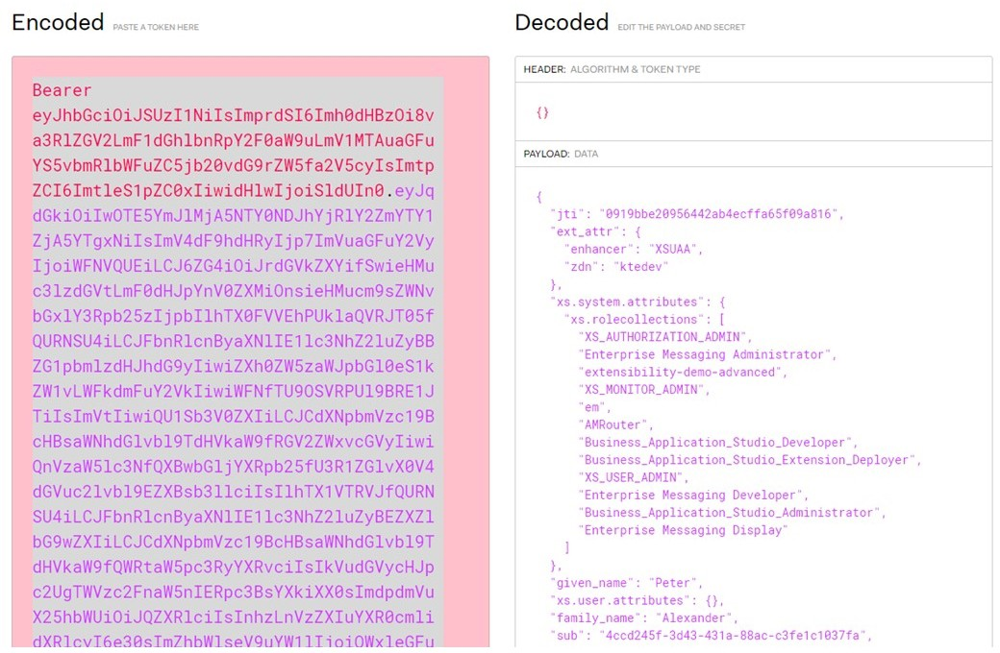 Encoded PASTE A TOKEN HERE
Bearer
eyJhbGciOiJSUzI1NiIsImprdSI6Imh0dHBzOi8v
a3RlZGV2LmF1dGhlbnRpY2F0aW9uLmV1MTAuaGFu
YS5vbmRlbWFuZC5jb20vdG9rZW5fa2V5cyIsImtp
ZCI6ImtleS1pZC0xIiwidHlwIjoiSldUIn0.eyJq
dGkiOiIwOTE5YmJlMjA5NTY0NDJhYjRlY2ZmYTY1
ZjA5YTgxNiIsImV4dF9hdHRyIjp7ImVuaGFuY2Vy
IjoiWFNVQUEiLCJ6ZG4iOiJrdGVkZXYifSwieHMu
c3lzdGVtLmF0dHJpYnV0ZXMiOnsieHMucm9sZWNv
bGxlY3Rpb25zIjpbIlhTX0FVVEhPUklaQVRJT05f
QURNSU4iLCJFbnRlcnByaXNlIE1lc3NhZ2luZyBB
ZG1pbmlzdHJhdG9yIiwiZXh0ZW5zaWJpbGl0eS1k
ZW1vLWFkdmFuY2VkIiwiWFNfTU9OSVRPUl9BRE1J
TiIsImVtIiwiQU1Sb3V0ZXIiLCJCdXNpbmVzc19B
cHBsaWNhdGlvbl9TdHVkaW9fRGV2ZWxvcGVyIiwi
QnVzaW5lc3NfQXBwbGljYXRpb25fU3R1ZGlvX0V4
dGVuc2lvbl9EZXBsb3llciIsIlhTX1VTRVJfQURN
SU4iLCJFbnRlcnByaXNlIE1lc3NhZ2luZyBEZXZl
bG9wZXIiLCJCdXNpbmVzc19BcHBsaWNhdGlvbl9T
dHVkaW9fQWRtaW5pc3RyYXRvciIsIkVudGVycHJp
c2UgTWVzc2FnaW5nIERpc3BsYXkiXX0sImdpdmVu
X25hbWUiOiJQZXRlciIsInhzLnVzZXIuYXR0cmli
dXRlcyI6e30sImZhbWlseV9uYW1lIjoiQWxleGFu
Decoded EDIT THE PAYLOAD AND SECRET
HEADER: ALGORITHM & TOKEN TYPE
{}
PAYLOAD: DATA
{
"jti": "0919bbe20956442ab4ecffa65f09a816",
"ext_attr": {
"enhancer": "XSUAA",
"zdn": "ktedev"
},
"xs.system.attributes": {
"xs.rolecollections": [
"XS_AUTHORIZATION_ADMIN",
"Enterprise Messaging Administrator",
"extensibility-demo-advanced",
"XS_MONITOR_ADMIN",
"em",
"AMRouter",
"Business_Application_Studio_Developer",
"Business_Application_Studio_Extension_Deployer",
"XS_USER_ADMIN",
"Enterprise Messaging Developer",
"Business_Application_Studio_Administrator",
"Enterprise Messaging Display"
]
},
"given_name": "Peter",
"xs.user.attributes": {},
"family_name": "Alexander",
"sub": "4ccd245f-3d43-431a-88ac-c3fe1c1037fa",